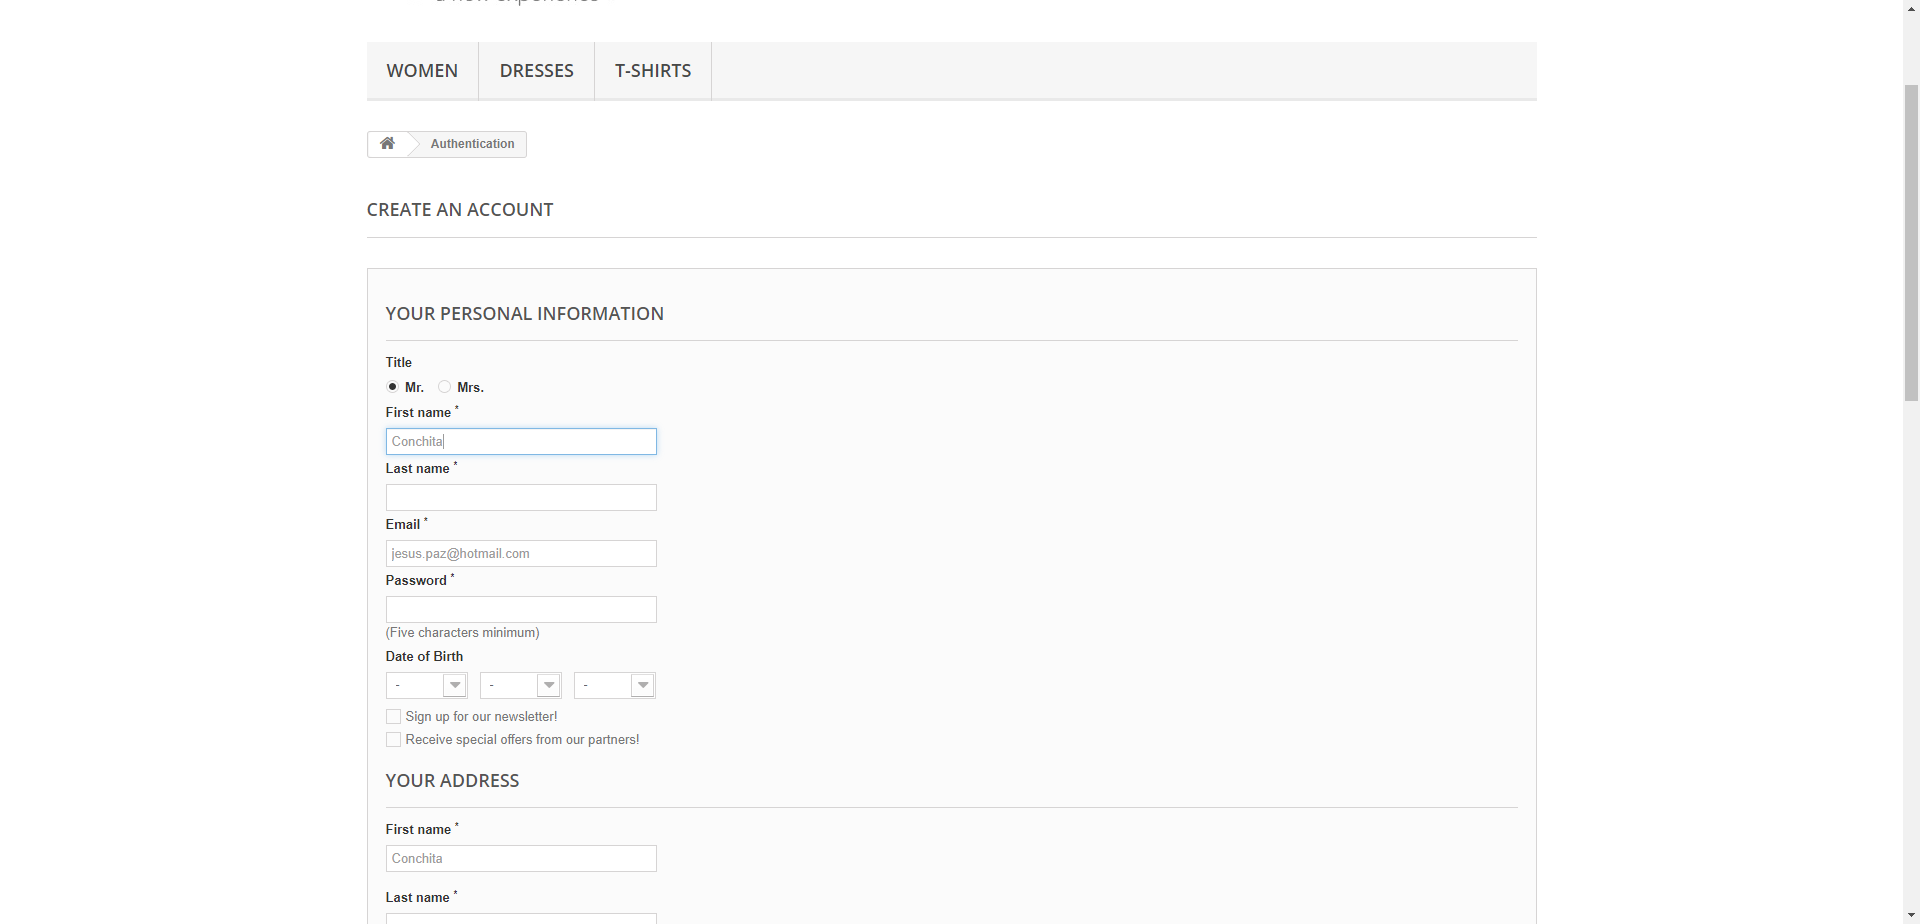 a new experience
WOMEN DRESSES T-SHIRTS
Authentication
CREATE AN ACCOUNT
YOUR PERSONAL INFORMATION
Title
Mr. Mrs.
First name *
Conchita
Last name *
Email *
jesus.paz@hotmail.com
Password *
(Five characters minimum)
Date of Birth
- - -
Sign up for our newsletter!
Receive special offers from our partners!
YOUR ADDRESS
First name *
Conchita
Last name *